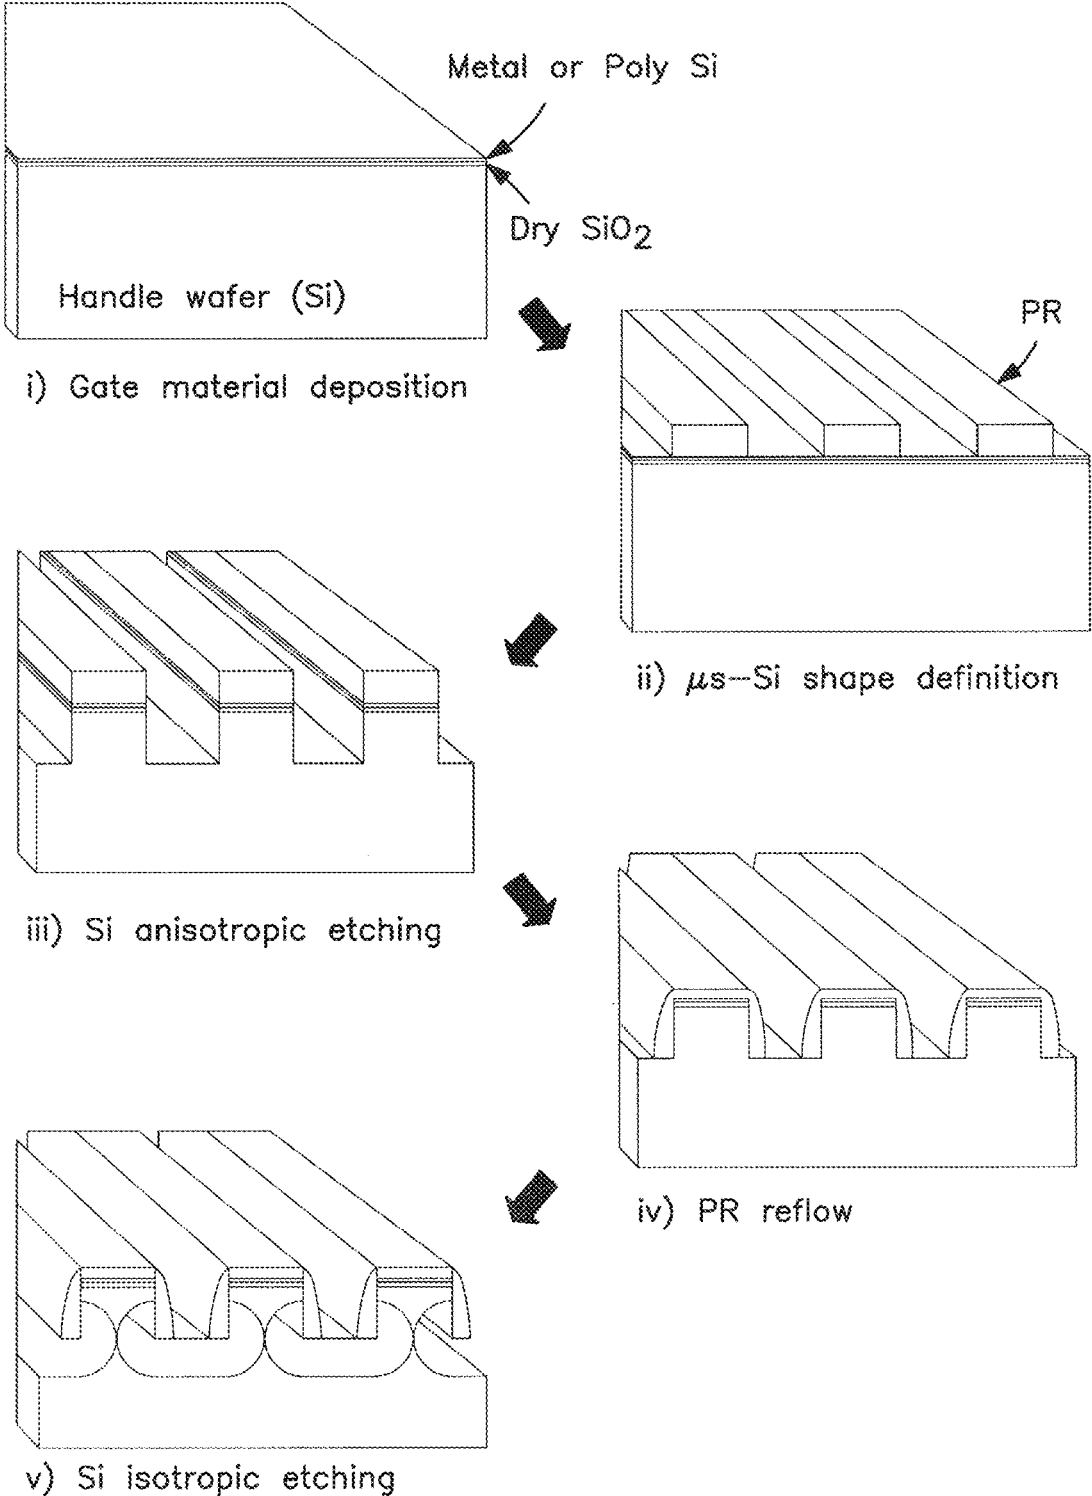 Metal or Poly Si
Dry SiO₂
Handle wafer (Si)
i) Gate material deposition
PR
ii) μs-Si shape definition
iii) Si anisotropic etching
iv) PR reflow
v) Si isotropic etching